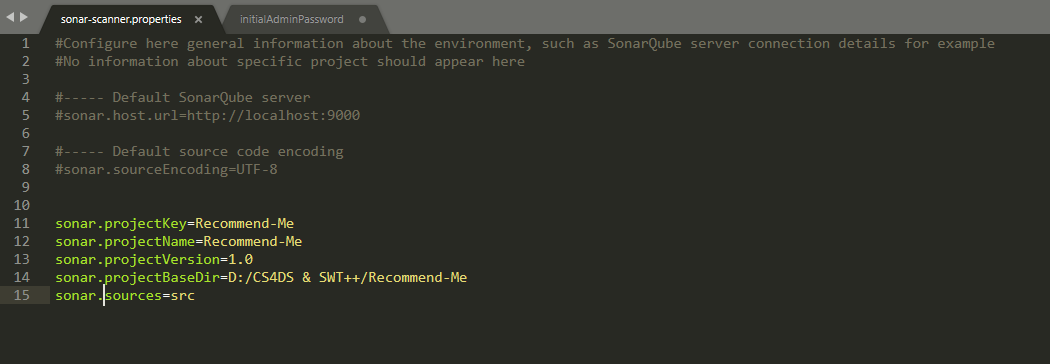 sonar-scanner.properties × initialAdminPassword
1 #Configure here general information about the environment, such as SonarQube server connection details for example
2 #No information about specific project should appear here
3
4 #----- Default SonarQube server
5 #sonar.host.url=http://localhost:9000
6
7 #----- Default source code encoding
8 #sonar.sourceEncoding=UTF-8
9
10
11 sonar.projectKey=Recommend-Me
12 sonar.projectName=Recommend-Me
13 sonar.projectVersion=1.0
14 sonar.projectBaseDir=D:/CS4DS & SWT++/Recommend-Me
15 sonar.sources=src